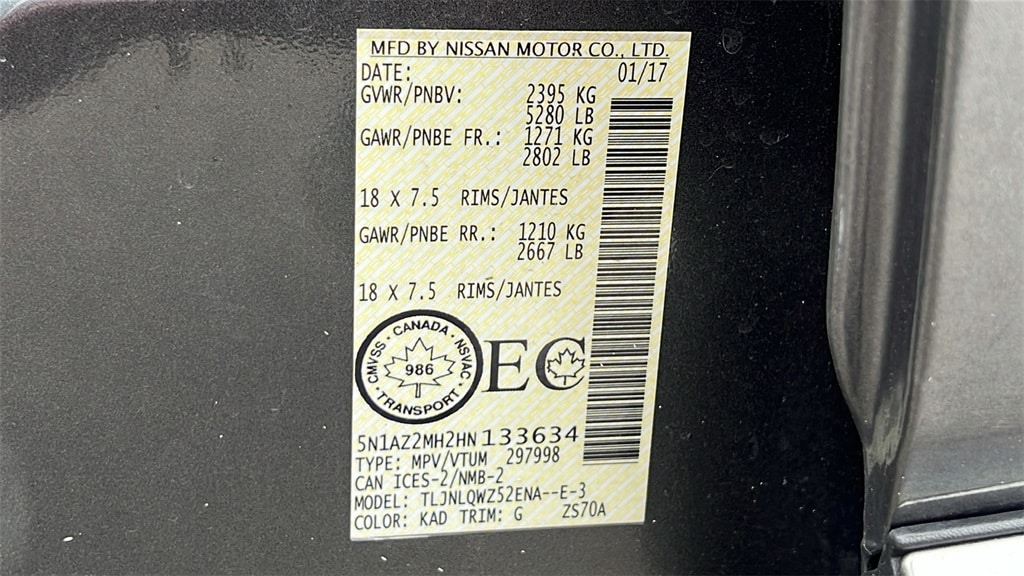 MFD BY NISSAN MOTOR CO., LTD.
DATE: 01/17
GVWR/PNBV: 2395 KG
5280 LB
GAWR/PNBE FR.: 1271 KG
2802 LB
18 X 7.5 RIMS/JANTES
GAWR/PNBE RR.: 1210 KG
2667 LB
18 X 7.5 RIMS/JANTES
CMVSS · CANADA · NSVAC
986
· TRANSPORT ·
EC
5N1AZ2MH2HN133634
TYPE: MPV/VTUM 297998
CAN ICES-2/NMB-2
MODEL: TLJNLQWZ52ENA--E-3
COLOR: KAD TRIM: G ZS70A